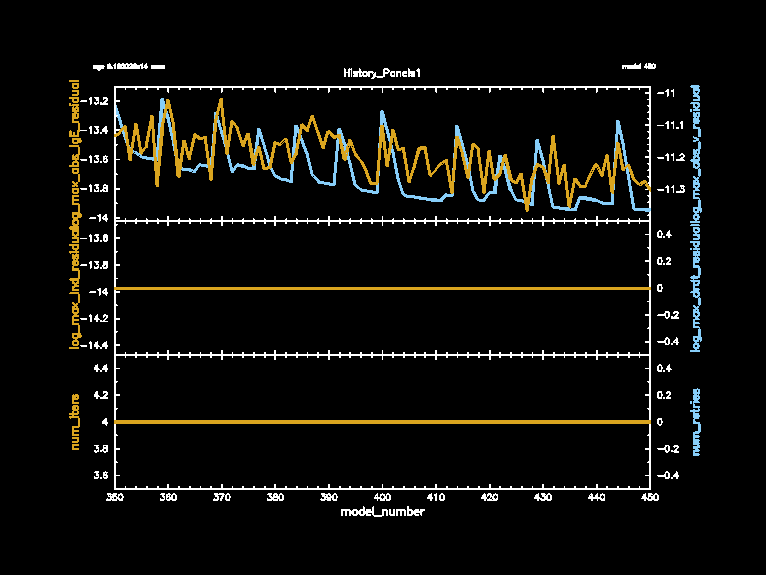 model 450
History_Panels1
log_max_abs_lgE_residual
-13.2
-13.4
-13.6
-13.8
-14
-11
-11.1
-11.2
-11.3
log_max_abs_v_residual
log_max_lnd_residual
-13.6
-13.8
-14
-14.2
-14.4
0.4
0.2
0
-0.2
-0.4
log_max_drdt_residual
num_iters
4.4
4.2
4
3.8
3.6
0.4
0.2
0
-0.2
-0.4
num_retries
350 360 370 380 390 400 410 420 430 440 450
model_number